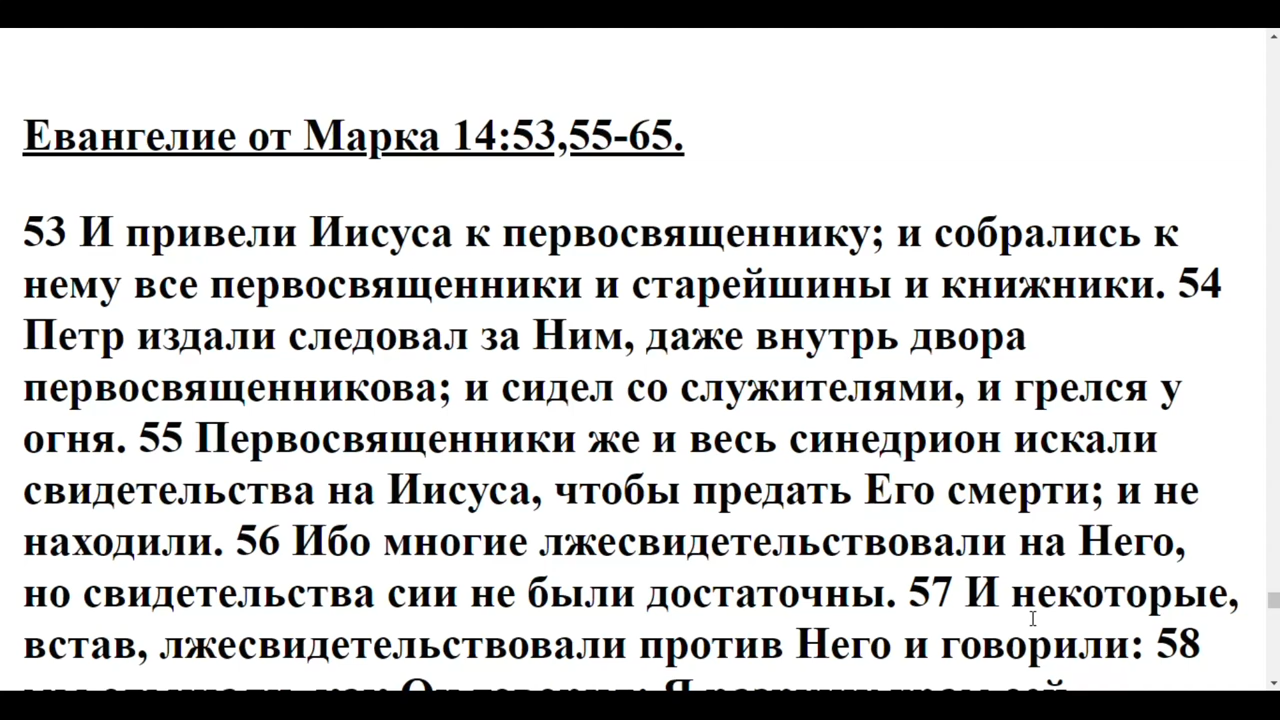 Евангелие от Марка 14:53,55-65.
53 И привели Иисуса к первосвященнику; и собрались к
нему все первосвященники и старейшины и книжники. 54
Петр издали следовал за Ним, даже внутрь двора
первосвященникова; и сидел со служителями, и грелся у
огня. 55 Первосвященники же и весь синедрион искали
свидетельства на Иисуса, чтобы предать Его смерти; и не
находили. 56 Ибо многие лжесвидетельствовали на Него,
но свидетельства сии не были достаточны. 57 И некоторые,
встав, лжесвидетельствовали против Него и говорили: 58